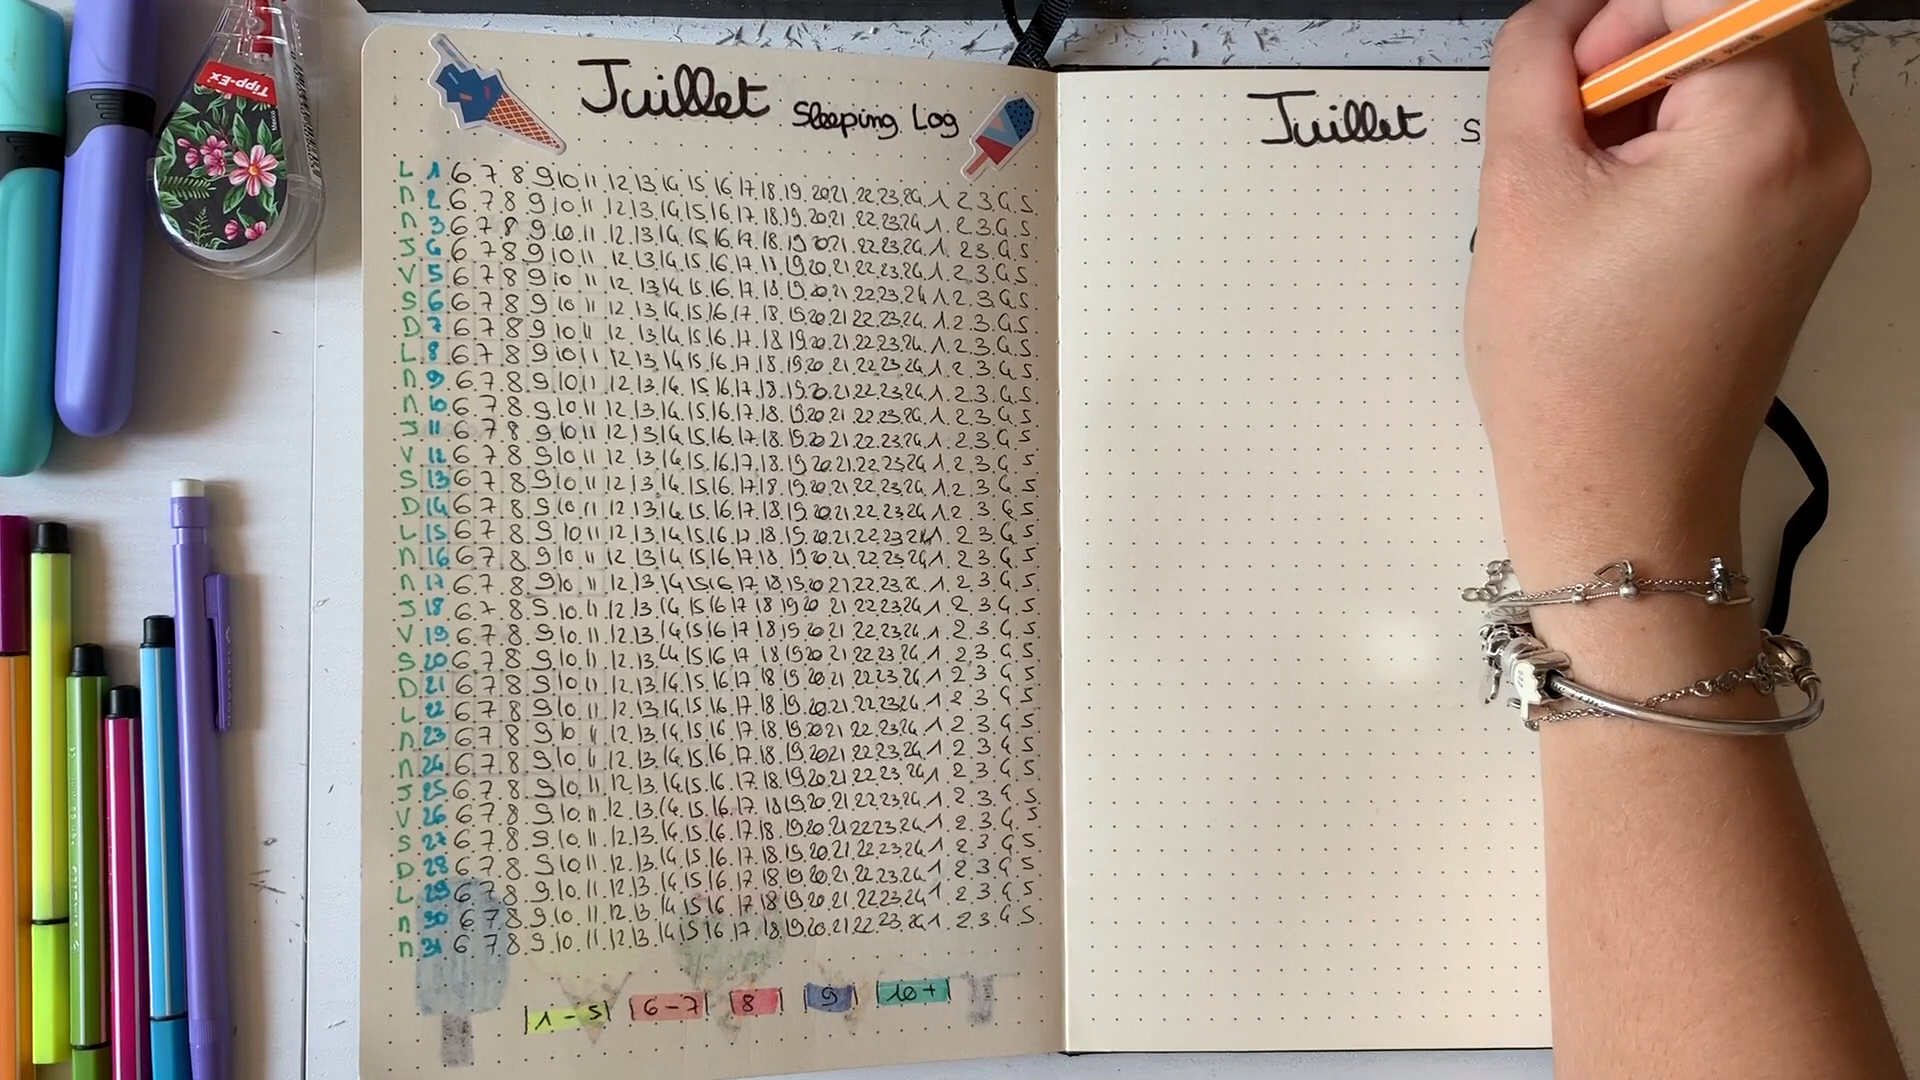 Juillet Sleeping Log
L 1 6 7 8 9 10 11 12 13 14 15 16 17 18 19 20 21 22 23 24 1 2 3 4 5
M 2 6 7 8 9 10 11 12 13 14 15 16 17 18 19 20 21 22 23 24 1 2 3 4 5
M 3 6 7 8 9 10 11 12 13 14 15 16 17 18 19 20 21 22 23 24 1 2 3 4 5
J 4 6 7 8 9 10 11 12 13 14 15 16 17 18 19 20 21 22 23 24 1 2 3 4 5
V 5 6 7 8 9 10 11 12 13 14 15 16 17 18 19 20 21 22 23 24 1 2 3 4 5
S 6 6 7 8 9 10 11 12 13 14 15 16 17 18 19 20 21 22 23 24 1 2 3 4 5
D 7 6 7 8 9 10 11 12 13 14 15 16 17 18 19 20 21 22 23 24 1 2 3 4 5
L 8 6 7 8 9 10 11 12 13 14 15 16 17 18 19 20 21 22 23 24 1 2 3 4 5
M 9 6 7 8 9 10 11 12 13 14 15 16 17 18 19 20 21 22 23 24 1 2 3 4 5
M 10 6 7 8 9 10 11 12 13 14 15 16 17 18 19 20 21 22 23 24 1 2 3 4 5
J 11 6 7 8 9 10 11 12 13 14 15 16 17 18 19 20 21 22 23 24 1 2 3 4 5
V 12 6 7 8 9 10 11 12 13 14 15 16 17 18 19 20 21 22 23 24 1 2 3 4 5
S 13 6 7 8 9 10 11 12 13 14 15 16 17 18 19 20 21 22 23 24 1 2 3 4 5
D 14 6 7 8 9 10 11 12 13 14 15 16 17 18 19 20 21 22 23 24 1 2 3 4 5
L 15 6 7 8 9 10 11 12 13 14 15 16 17 18 19 20 21 22 23 24 1 2 3 4 5
M 16 6 7 8 9 10 11 12 13 14 15 16 17 18 19 20 21 22 23 24 1 2 3 4 5
M 17 6 7 8 9 10 11 12 13 14 15 16 17 18 19 20 21 22 23 24 1 2 3 4 5
J 18 6 7 8 9 10 11 12 13 14 15 16 17 18 19 20 21 22 23 24 1 2 3 4 5
V 19 6 7 8 9 10 11 12 13 14 15 16 17 18 19 20 21 22 23 24 1 2 3 4 5
S 20 6 7 8 9 10 11 12 13 14 15 16 17 18 19 20 21 22 23 24 1 2 3 4 5
D 21 6 7 8 9 10 11 12 13 14 15 16 17 18 19 20 21 22 23 24 1 2 3 4 5
L 22 6 7 8 9 10 11 12 13 14 15 16 17 18 19 20 21 22 23 24 1 2 3 4 5
M 23 6 7 8 9 10 11 12 13 14 15 16 17 18 19 20 21 22 23 24 1 2 3 4 5
M 24 6 7 8 9 10 11 12 13 14 15 16 17 18 19 20 21 22 23 24 1 2 3 4 5
J 25 6 7 8 9 10 11 12 13 14 15 16 17 18 19 20 21 22 23 24 1 2 3 4 5
V 26 6 7 8 9 10 11 12 13 14 15 16 17 18 19 20 21 22 23 24 1 2 3 4 5
S 27 6 7 8 9 10 11 12 13 14 15 16 17 18 19 20 21 22 23 24 1 2 3 4 5
D 28 6 7 8 9 10 11 12 13 14 15 16 17 18 19 20 21 22 23 24 1 2 3 4 5
L 29 6 7 8 9 10 11 12 13 14 15 16 17 18 19 20 21 22 23 24 1 2 3 4 5
M 30 6 7 8 9 10 11 12 13 14 15 16 17 18 19 20 21 22 23 24 1 2 3 4 5
M 31 6 7 8 9 10 11 12 13 14 15 16 17 18 19 20 21 22 23 24 1 2 3 4 5
1 - 5 6 - 7 8 9 10 +
Juillet S
Tipp-Ex